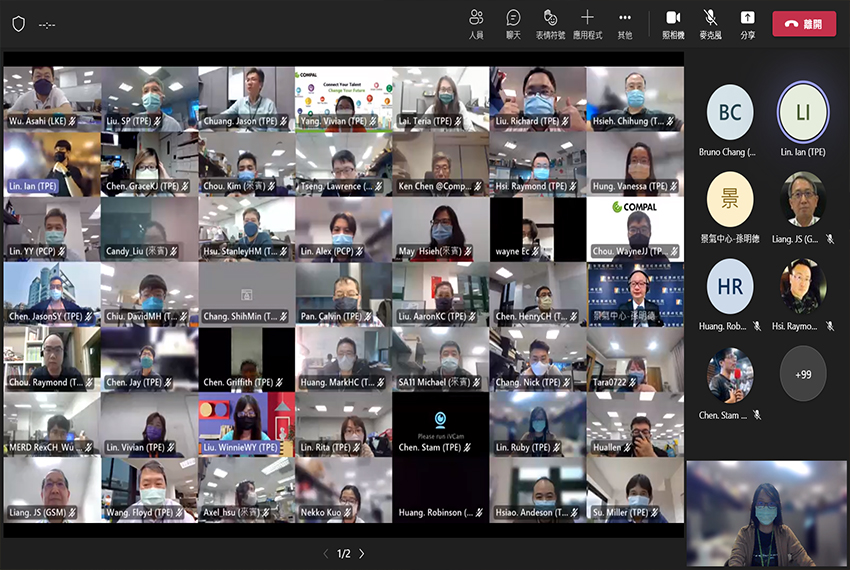 --:--
人員
聊天
表情符號
應用程式
其他
照相機
麥克風
分享
離開
Wu. Asahi (LKE)
Liu. SP (TPE)
Chuang. Jason (TPE)
COMPAL
Connect Your Talent
Change Your Future
Yang. Vivian (TPE)
Lai. Teria (TPE)
Liu. Richard (TPE)
Hsieh. Chihung (T...
Lin. Ian (TPE)
Chen. GraceKJ (TPE)
Chou. Kim (來賓)
Tseng. Lawrence (...
Ken Chen @Comp...
Hsi. Raymond (TPE)
Hung. Vanessa (TPE)
Lin. YY (PCP)
Candy_Liu (來賓)
Hsu. StanleyHM (T...
Lin. Alex (PCP)
May_Hsieh(來賓)
wayne Ec
COMPAL
Chou. WayneJJ (TP...
Chen. JasonSY (TPE)
Chiu. DavidMH (T...
Chang. ShihMin (T...
Pan. Calvin (TPE)
Liu. AaronKC (TPE)
Chen. HenryCH (T...
景氣中心-孫明德
Chou. Raymond (T...
Chen. Jay (TPE)
Chen. Griffith (TPE)
Huang. MarkHC (T...
SA11 Michael (來賓)
Chang. Nick (TPE)
Tara0722
MERD RexCH_Wu ...
Lin. Vivian (TPE)
Liu. WinnieWY (TPE)
Lin. Rita (TPE)
Please run iVCam
Chen. Stam (TPE)
Lin. Ruby (TPE)
Huallen
Liang. JS (GSM)
Wang. Floyd (TPE)
Axel_hsu (來賓)
Nekko Kuo
Huang. Robinson (...
Hsiao. Andeson (T...
Su. Miller (TPE)
1/2
BC
Bruno Chang (...
LI
Lin. Ian (TPE)
景
景氣中心-孫明德
Liang. JS (G...
HR
Huang. Rob...
Hsi. Raymo...
Chen. Stam ...
+99